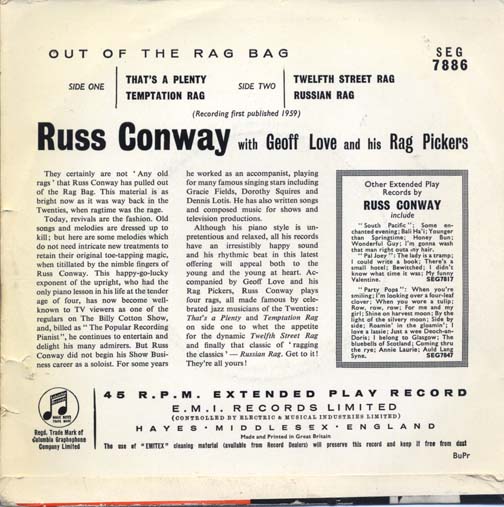 OUT OF THE RAG BAG
SEG
7886
SIDE ONE
THAT'S A PLENTY
TEMPTATION RAG
SIDE TWO
TWELFTH STREET RAG
RUSSIAN RAG
(Recording first published 1959)
Russ Conway with Geoff Love and his Rag Pickers
They certainly are not ' Any old
rags ' that Russ Conway has pulled out
of the Rag Bag. This material is as
bright now as it was way back in the
Twenties, when ragtime was the rage.
Today, revivals are the fashion. Old
songs and melodies are dressed up to
kill; but here are some melodies which
do not need intricate new treatments to
retain their original toe-tapping magic,
when titillated by the nimble fingers of
Russ Conway. This happy-go-lucky
exponent of the upright, who had the
only piano lesson in his life at the tender
age of four, has now become well-
known to TV viewers as one of the
regulars on The Billy Cotton Show,
and, billed as " The Popular Recording
Pianist ", he continues to entertain and
delight his many admirers. But Russ
Conway did not begin his Show Busi-
ness career as a soloist. For some years
he worked as an accompanist, playing
for many famous singing stars including
Gracie Fields, Dorothy Squires and
Dennis Lotis. He has also written songs
and composed music for shows and
television productions.
Although his piano style is un-
pretentious and relaxed, all his records
have an irresistibly happy sound
and his rhythmic beat in this latest
offering will appeal both to the
young and the young at heart. Ac-
companied by Geoff Love and his
Rag Pickers, Russ Conway plays
four rags, all made famous by cele-
brated jazz musicians of the Twenties :
That's a Plenty and Temptation Rag
on side one to whet the appetite
for the dynamic Twelfth Street Rag
and finally that classic of ' ragging
the classics ' — Russian Rag. Get to it!
They're all yours!
Other Extended Play
Records by
RUSS CONWAY
include
" South Pacific ": Some en-
chanted evening; Bali Ha'i; Younger
than Springtime; Honey Bun;
Wonderful Guy; I'm gonna wash
that man right outa my hair.
" Pal Joey ": The lady is a tramp;
I could write a book; There's a
small hotel; Bewitched; I didn't
know what time it was; My funny
Valentine. SEG7817
" Party Pops ": When you're
smiling; I'm looking over a four-leaf
clover; When you wore a tulip;
Row, row, row; For me and my
girl; Shine on harvest moon; By the
light of the silvery moon; Side by
side; Roamin' in the gloamin'; I
love a lassie; Just a wee Deoch-an-
Doris; I belong to Glasgow; The
bluebells of Scotland; Coming thru
the rye; Annie Laurie; Auld Lang
Syne. SEG7847
MAGIC NOTES
TRADE MARK
Regd. Trade Mark of
Columbia Graphophone
Company Limited
45 R.P.M. EXTENDED PLAY RECORD
E.M.I. RECORDS LIMITED
(CONTROLLED BY ELECTRIC & MUSICAL INDUSTRIES LIMITED)
HAYES · MIDDLESEX · ENGLAND
Made and Printed in Great Britain
The use of "EMITEX" cleaning material (available from Record Dealers) will preserve this record and keep it free from dust
BuPr